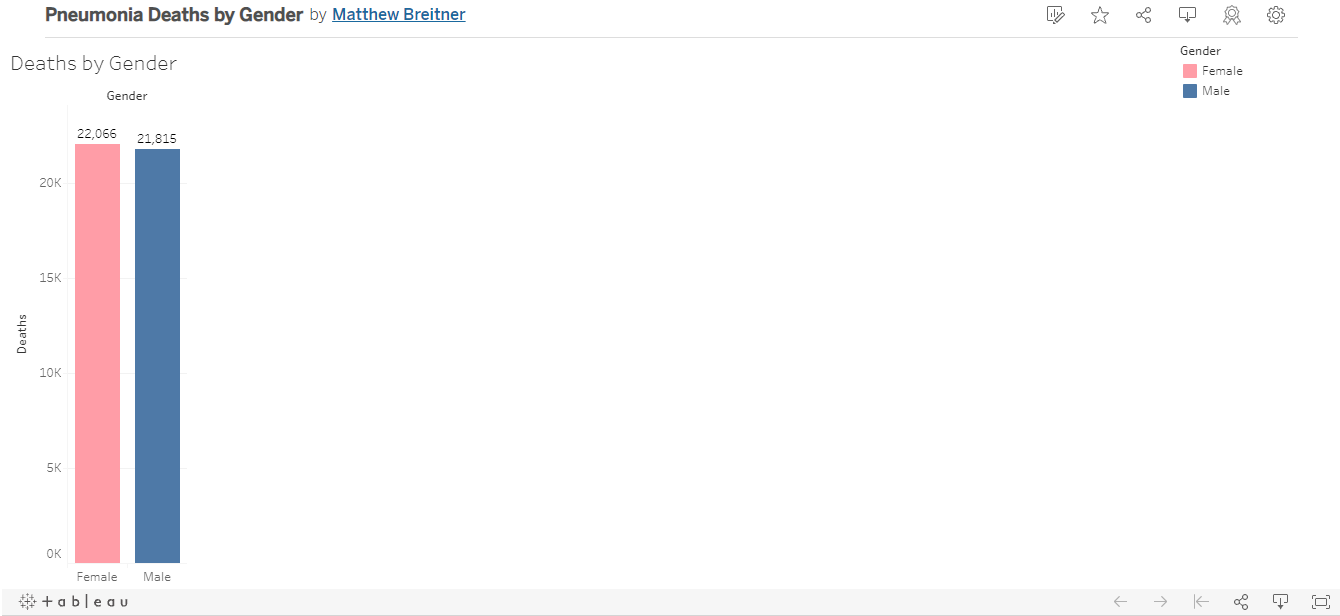 Pneumonia Deaths by Gender by Matthew Breitner
Deaths by Gender
Gender
Female
Male
Gender
22,066
21,815
20K
15K
10K
5K
0K
Deaths
Female Male
+ a b | e a u